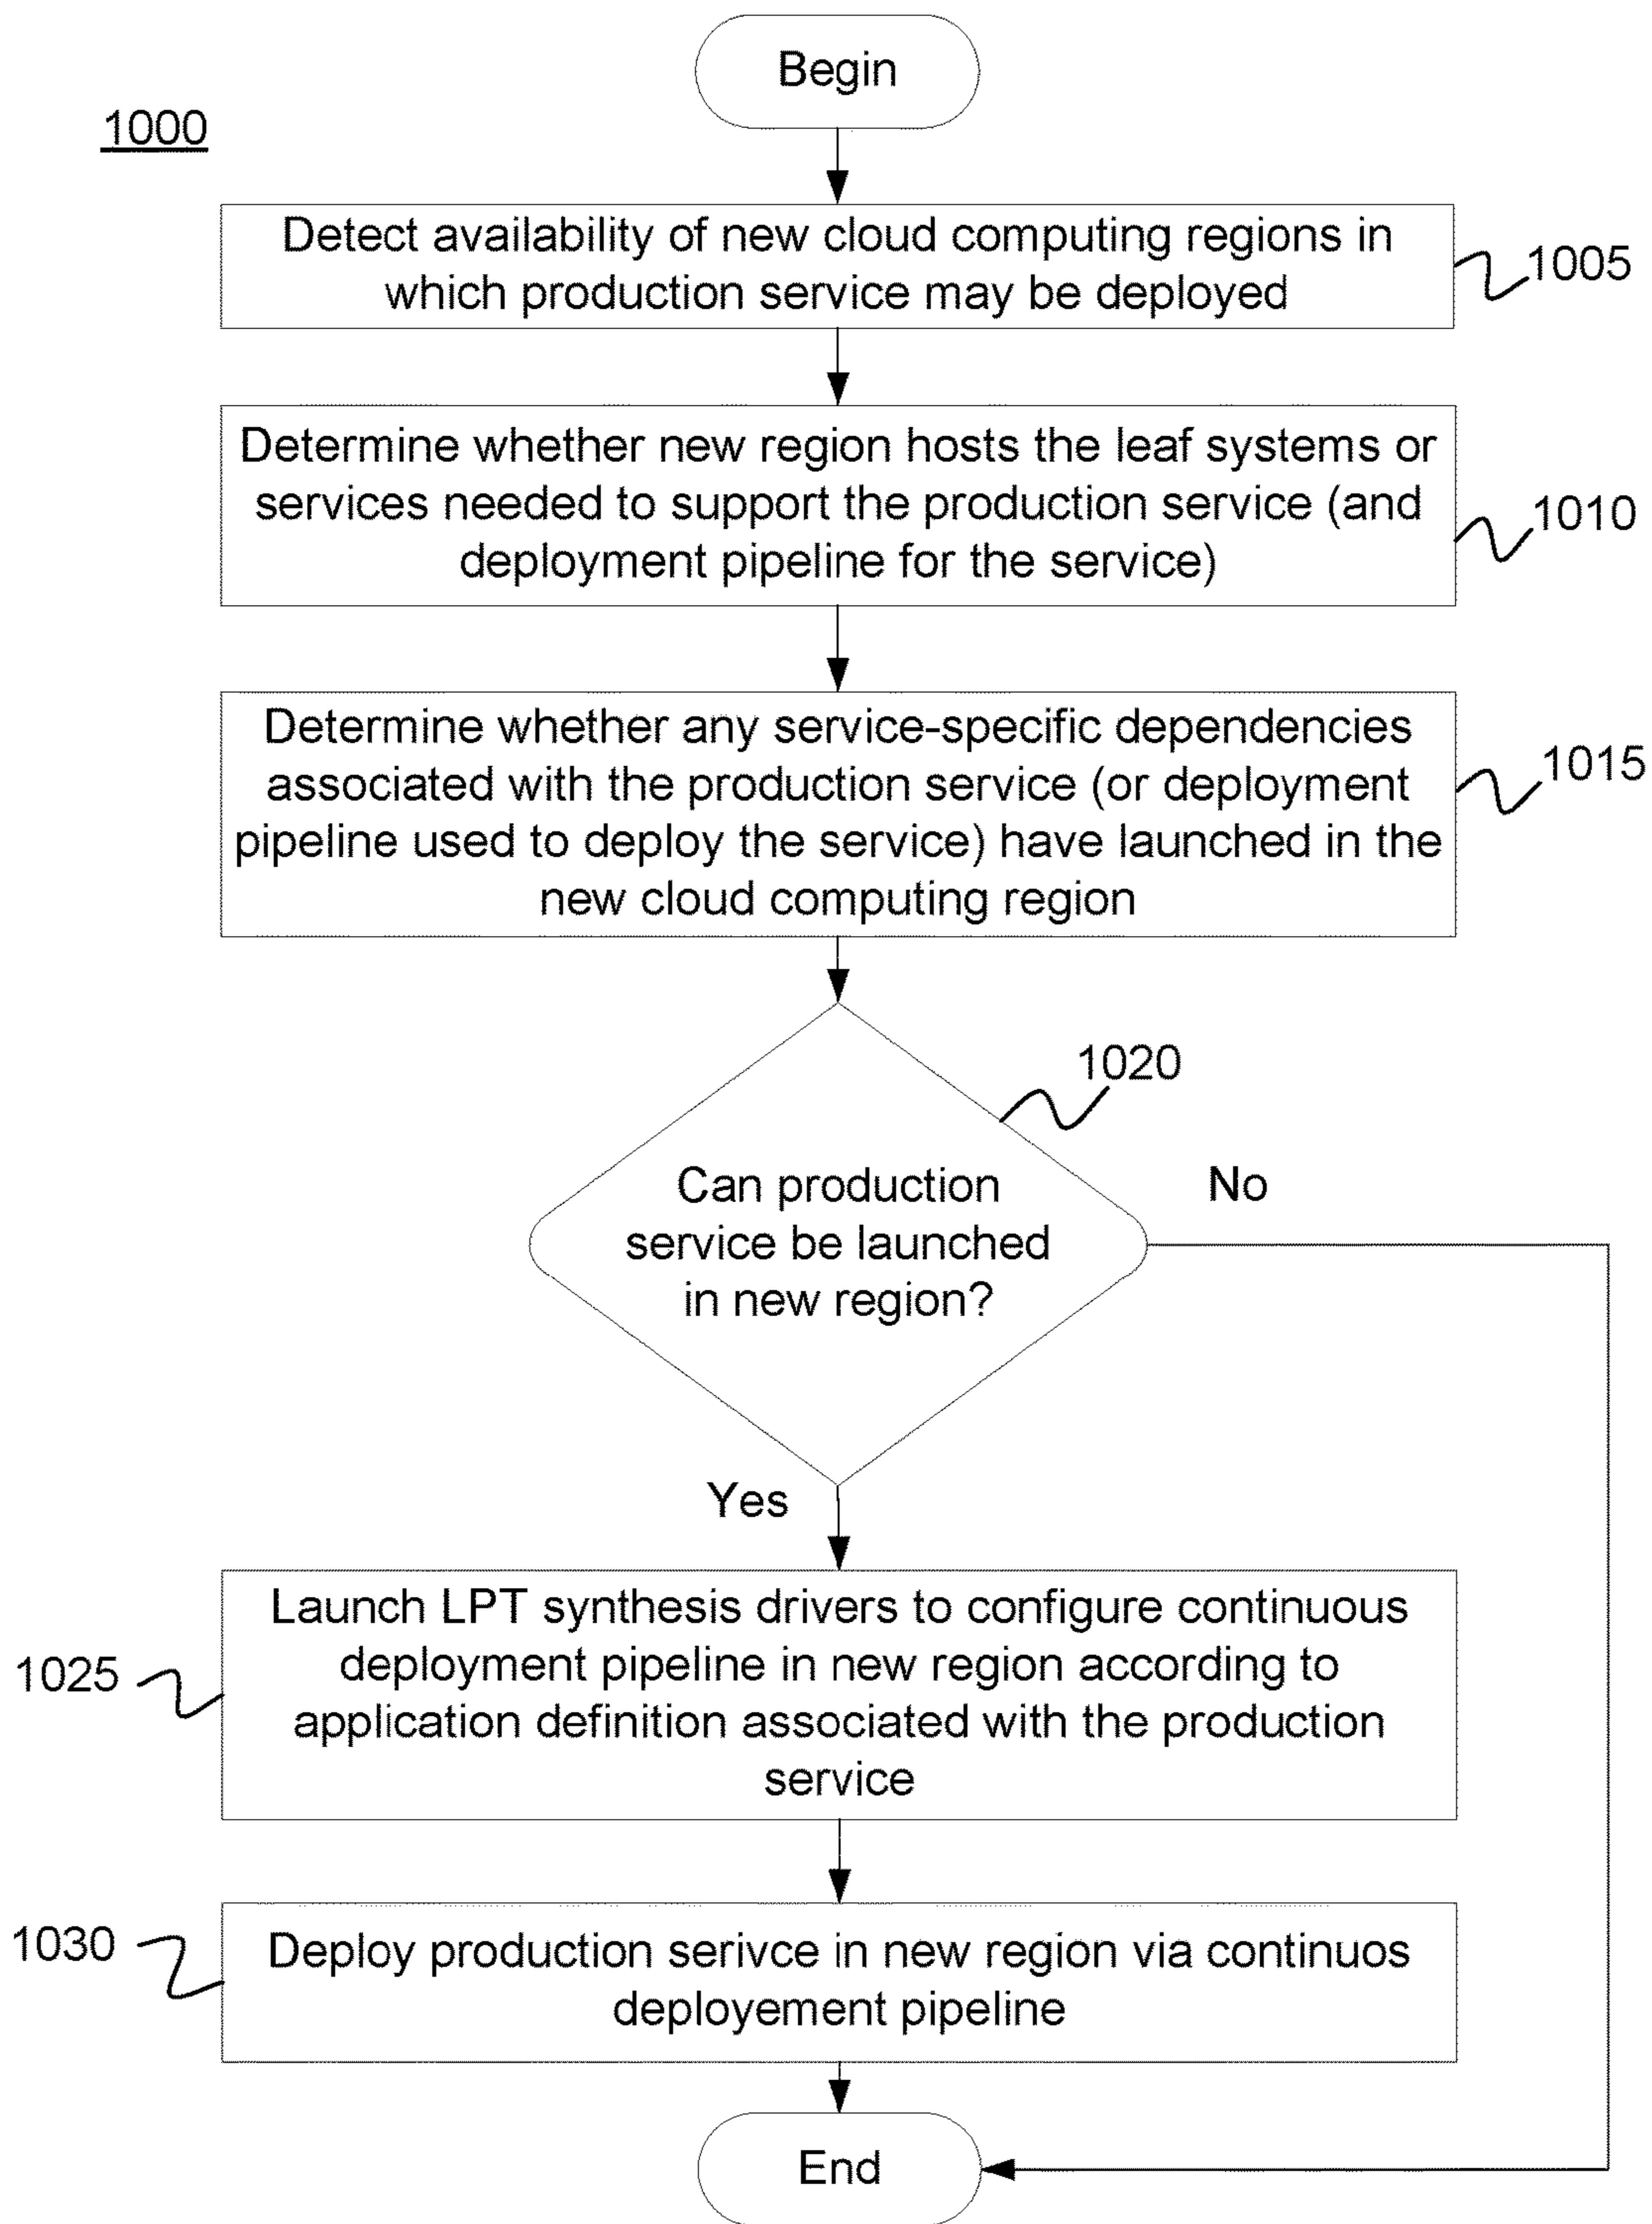 Begin
1000
Detect availability of new cloud computing regions in
which production service may be deployed
1005
Determine whether new region hosts the leaf systems or
services needed to support the production service (and
deployment pipeline for the service)
1010
Determine whether any service-specific dependencies
associated with the production service (or deployment
pipeline used to deploy the service) have launched in the
new cloud computing region
1015
1020
Can production
service be launched
in new region?
No
Yes
Launch LPT synthesis drivers to configure continuous
deployment pipeline in new region according to
application definition associated with the production
service
1025
Deploy production serivce in new region via continuos
deployement pipeline
1030
End